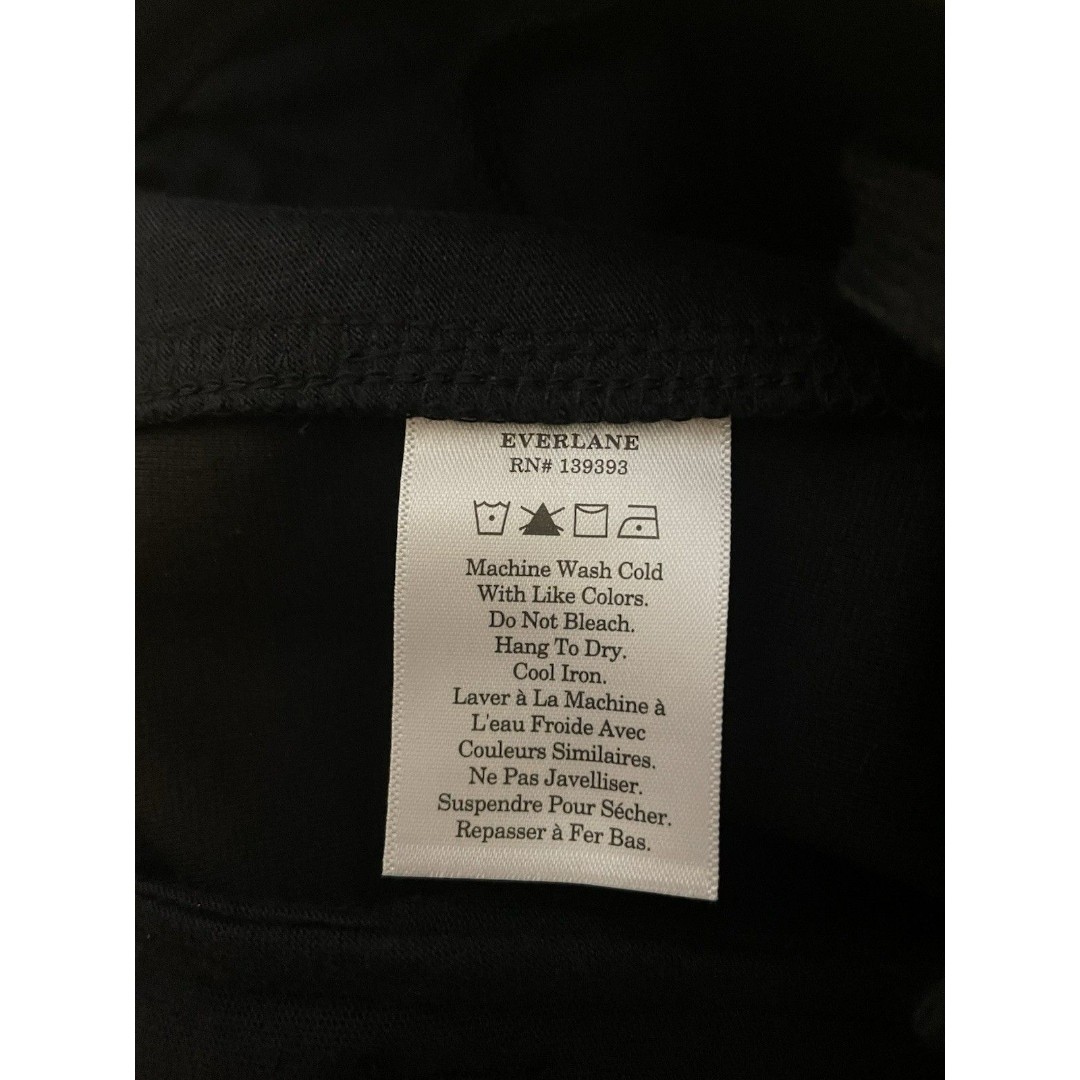 EVERLANE
RN# 139393
Machine Wash Cold
With Like Colors.
Do Not Bleach.
Hang To Dry.
Cool Iron.
Laver à La Machine à
L'eau Froide Avec
Couleurs Similaires.
Ne Pas Javelliser.
Suspendre Pour Sécher.
Repasser à Fer Bas.